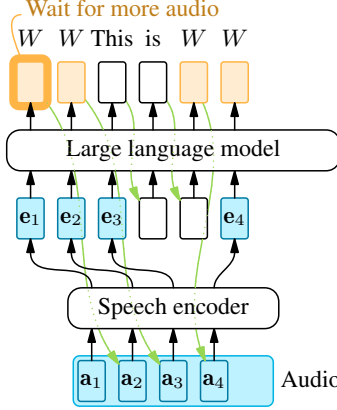 Wait for more audio
W W This is W W
Large language model
e1 e2 e3 e4
Speech encoder
a1 a2 a3 a4 Audio